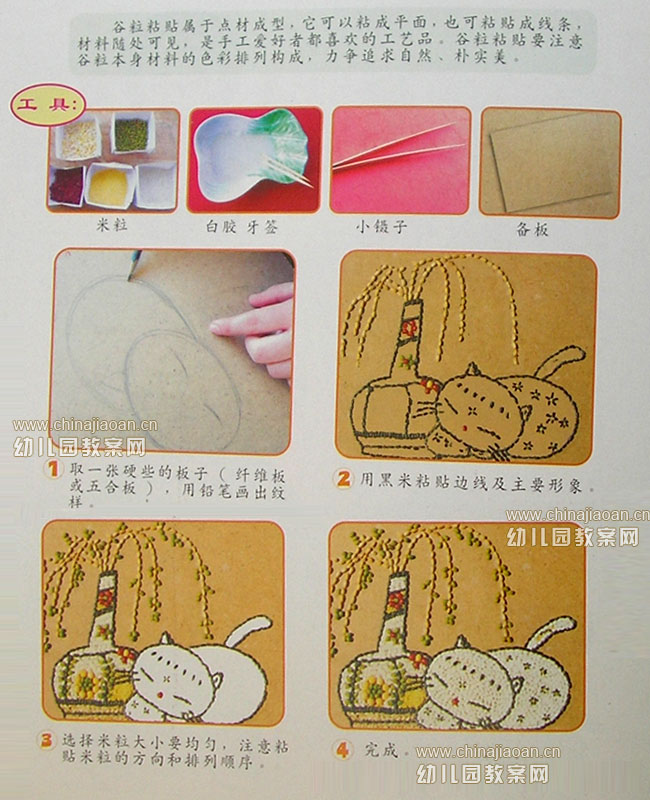 谷粒粘贴属于点材成型，它可以粘成平面，也可粘贴成线条，
材料随处可见，是手工爱好者都喜欢的工艺品。谷粒粘贴要注意
谷粒本身材料的色彩排列构成，力争追求自然、朴实美。
工具：
米粒
白胶 牙签
小镊子
备板
www.chinajiaoan.cn
幼儿园教案网
1 取一张硬些的板子（纤维板
或五合板），用铅笔画出纹
样。
2 用黑米粘贴边线及主要形象。
www.chinajiaoan.cn
幼儿园教案网
3 选择米粒大小要均匀，注意粘
贴米粒的方向和排列顺序。
4 完成。
www.chinajiaoan.cn
幼儿园教案网